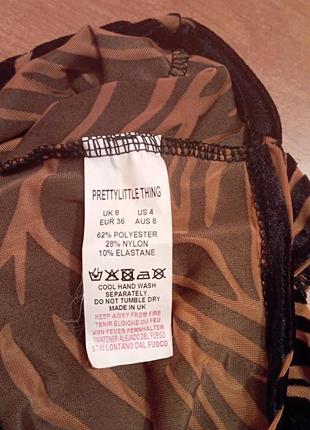 PRETTYLITTLETHING
UK 8 US 4
EUR 36 AUS 8
62% POLYESTER
28% NYLON
10% ELASTANE
COOL HAND WASH
SEPARATELY.
DO NOT TUMBLE DRY
MADE IN UK
KEEP AWAY FROM FIRE
TENIR ELOIGNE DU FEU
VON FEUER FERNHALTEN
MANTENER ALEJADO DEL FUEGO
STAI LONTANO DAL FUOCO